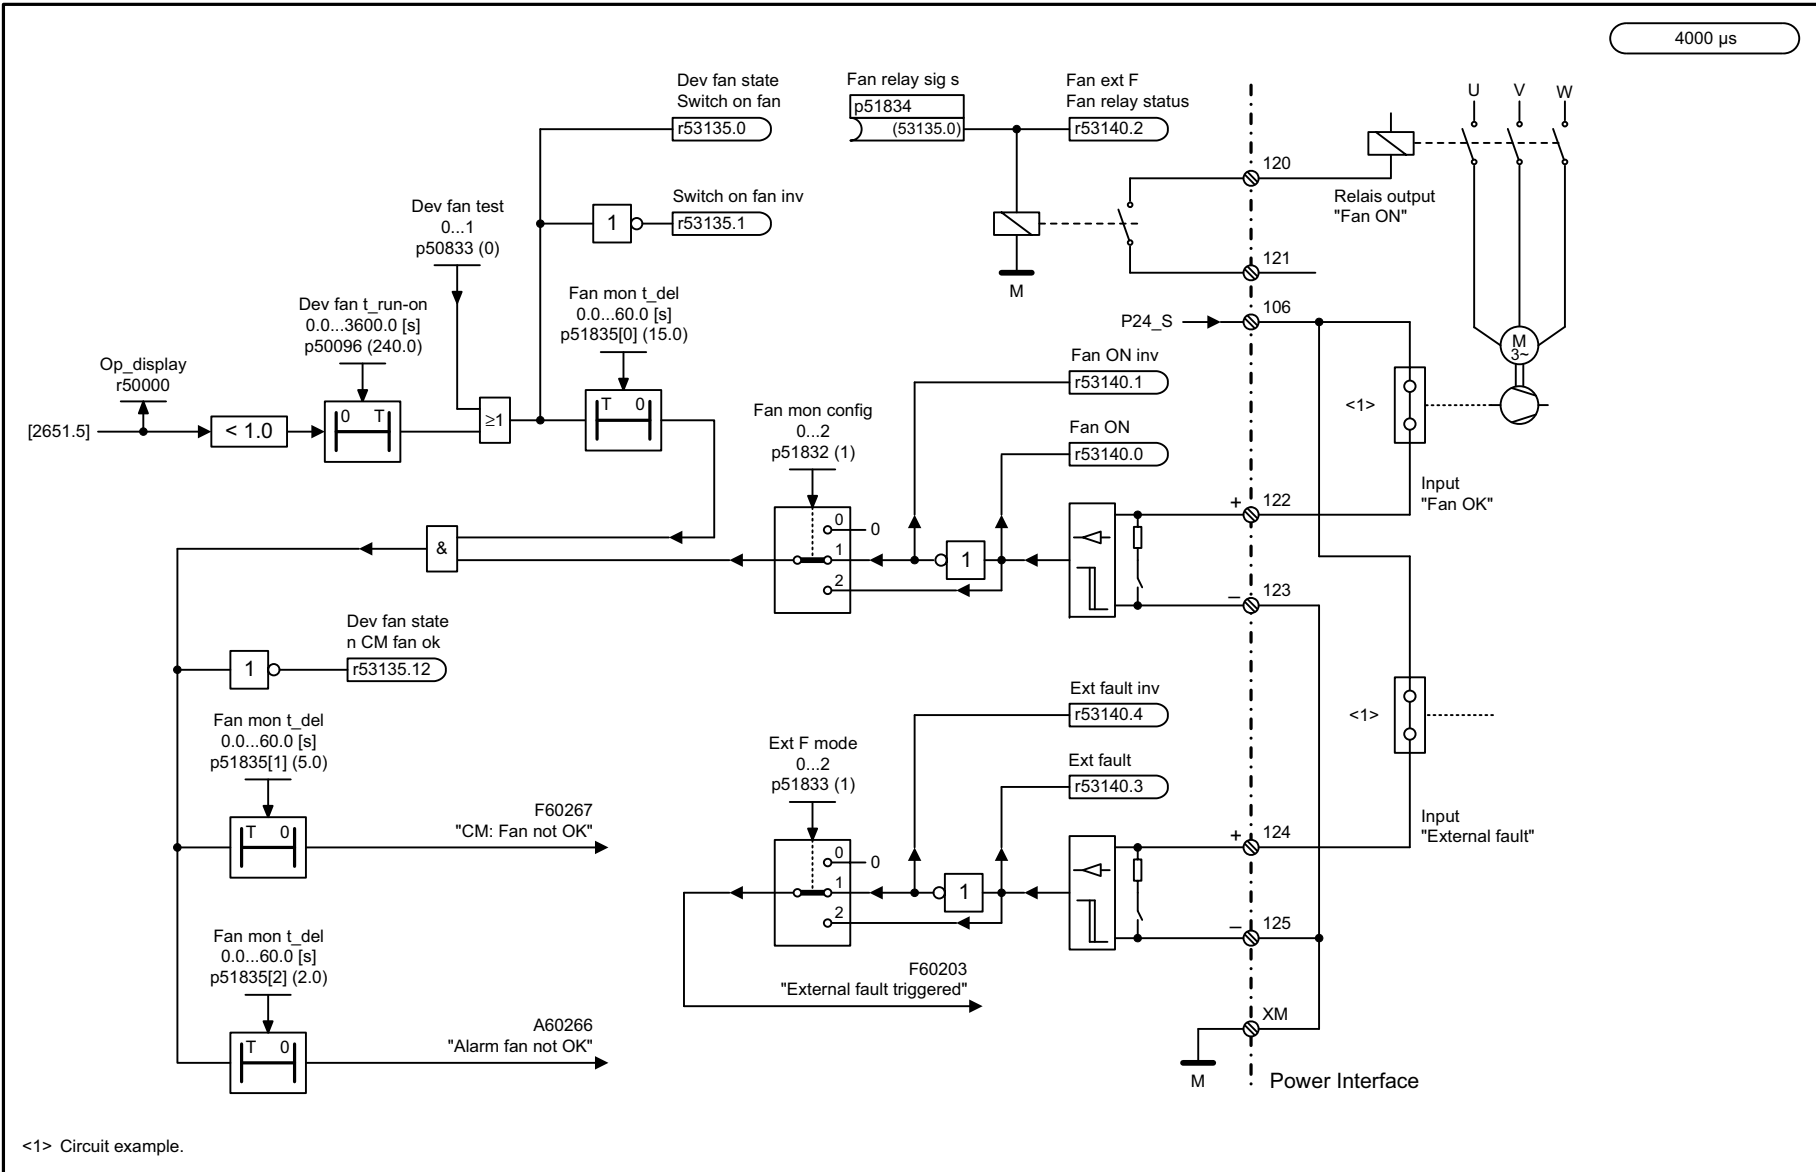 4000 µs
Dev fan state
Switch on fan
r53135.0
Fan relay sig s
p51834
(53135.0)
Fan ext F
Fan relay status
r53140.2
U V W
120
Relais output
"Fan ON"
Switch on fan inv
1
r53135.1
Dev fan test
0...1
p50833 (0)
M
121
Fan mon t_del
0.0...60.0 [s]
p51835[0] (15.0)
Dev fan t_run-on
0.0...3600.0 [s]
p50096 (240.0)
P24_S
106
M
3~
Op_display
r50000
Fan ON inv
r53140.1
<1>
[2651.5]
< 1.0
0 T
≥1
T 0
Fan mon config
0...2
p51832 (1)
Fan ON
r53140.0
Input
"Fan OK"
+
122
0
0
1
2
1
&
–
123
Dev fan state
n CM fan ok
1
r53135.12
Ext fault inv
r53140.4
<1>
Fan mon t_del
0.0...60.0 [s]
p51835[1] (5.0)
Ext F mode
0...2
p51833 (1)
Ext fault
r53140.3
T 0
F60267
"CM: Fan not OK"
Input
"External fault"
+
124
0
0
1
2
1
–
125
Fan mon t_del
0.0...60.0 [s]
p51835[2] (2.0)
F60203
"External fault triggered"
T 0
A60266
"Alarm fan not OK"
XM
M
Power Interface
<1> Circuit example.